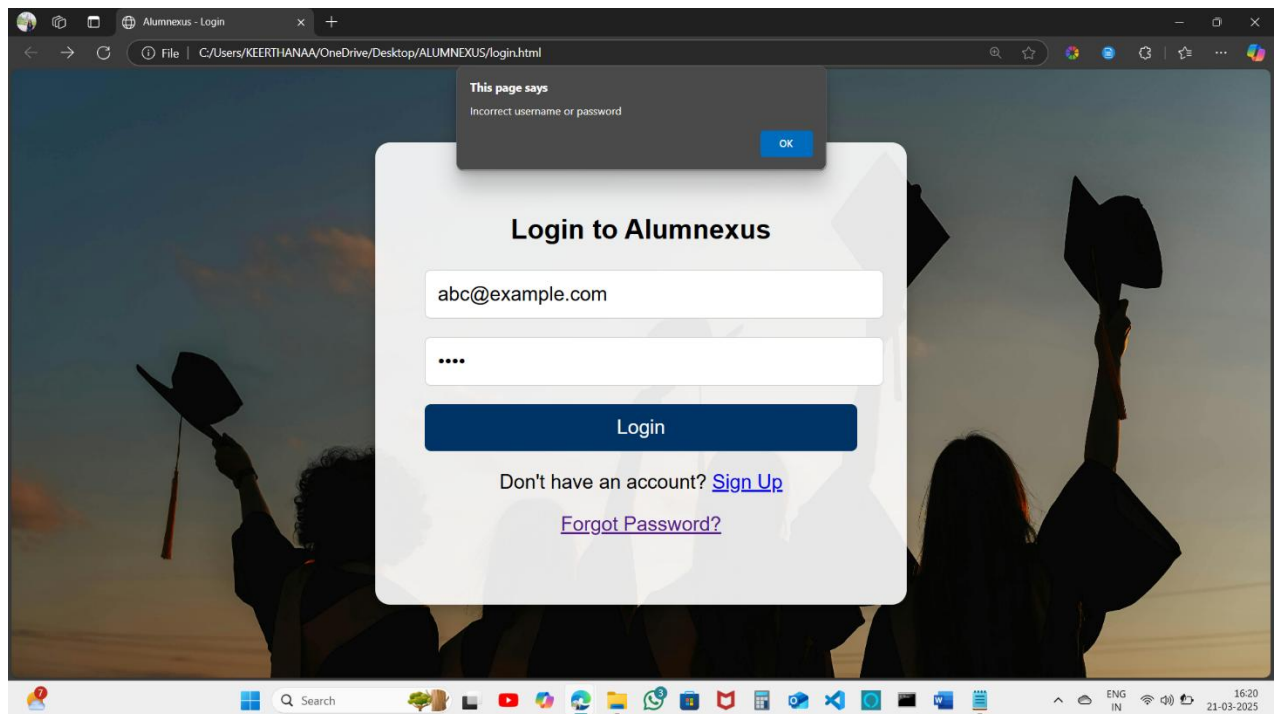 Alumnexus - Login
File
C:/Users/KEERTHANAA/OneDrive/Desktop/ALUMNEXUS/login.html
This page says
Incorrect username or password
OK
Login to Alumnexus
abc@example.com
••••
Login
Don't have an account? Sign Up
Forgot Password?
7
Search
3
ENG
IN
16:20
21-03-2025